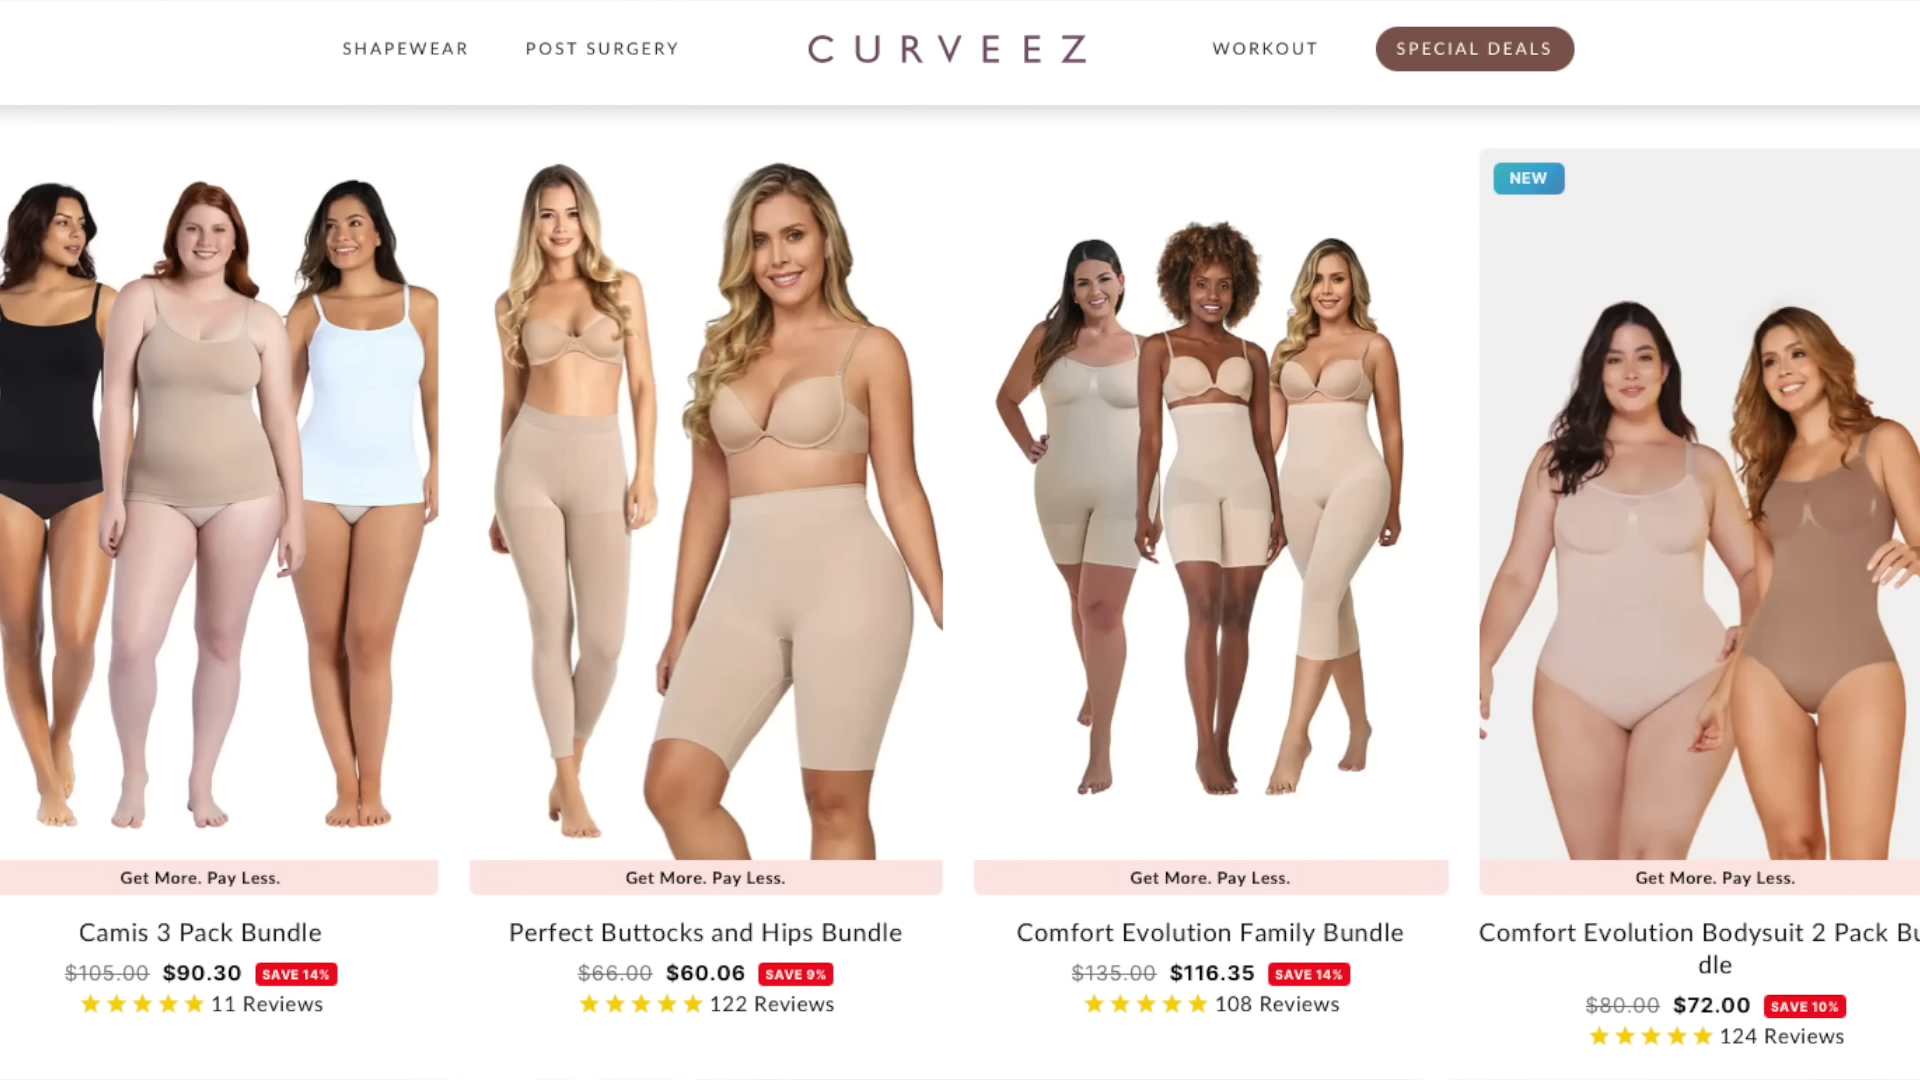 SHAPEWEAR
POST SURGERY
CURVEEZ
WORKOUT
SPECIAL DEALS
NEW
Get More. Pay Less.
Camis 3 Pack Bundle
$105.00 $90.30 SAVE 14%
11 Reviews
Get More. Pay Less.
Perfect Buttocks and Hips Bundle
$66.00 $60.06 SAVE 9%
122 Reviews
Get More. Pay Less.
Comfort Evolution Family Bundle
$135.00 $116.35 SAVE 14%
108 Reviews
Get More. Pay Less.
Comfort Evolution Bodysuit 2 Pack Bu
dle
$80.00 $72.00 SAVE 10%
124 Reviews